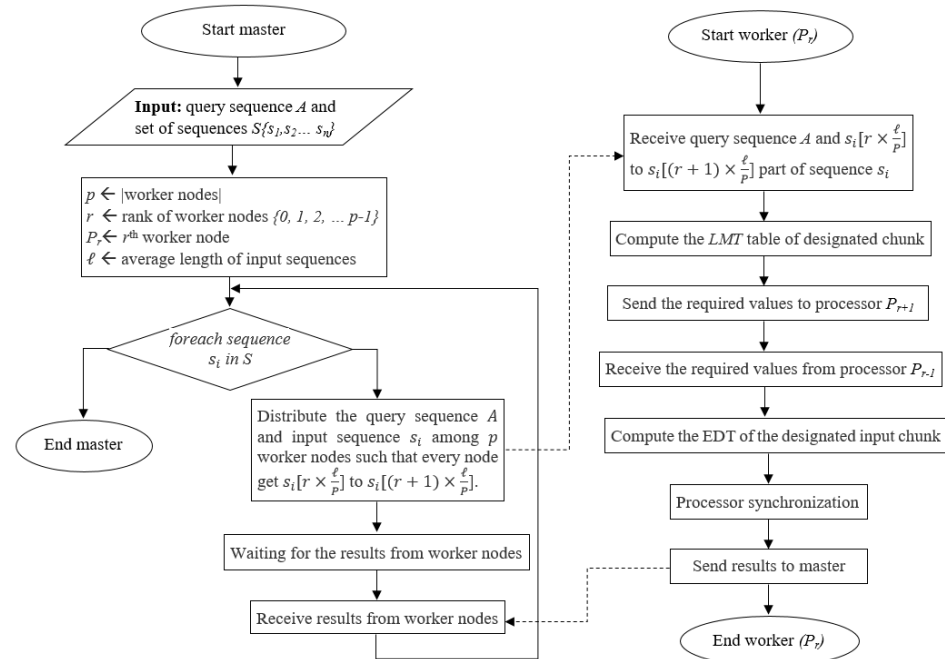 Start master
Input: query sequence A and
set of sequences S{s₁,s₂... sₙ}
p ← |worker nodes|
r ← rank of worker nodes {0, 1, 2, ... p-1}
Pᵣ ← rᵗʰ worker node
ℓ ← average length of input sequences
foreach sequence
sᵢ in S
End master
Distribute the query sequence A
and input sequence sᵢ among p
worker nodes such that every node
get sᵢ[r × ℓ/P] to sᵢ[(r + 1) × ℓ/P].
Waiting for the results from worker nodes
Receive results from worker nodes
Start worker (Pᵣ)
Receive query sequence A and sᵢ[r × ℓ/P]
to sᵢ[(r + 1) × ℓ/P] part of sequence sᵢ
Compute the LMT table of designated chunk
Send the required values to processor Pᵣ₊₁
Receive the required values from processor Pᵣ₋₁
Compute the EDT of the designated input chunk
Processor synchronization
Send results to master
End worker (Pᵣ)